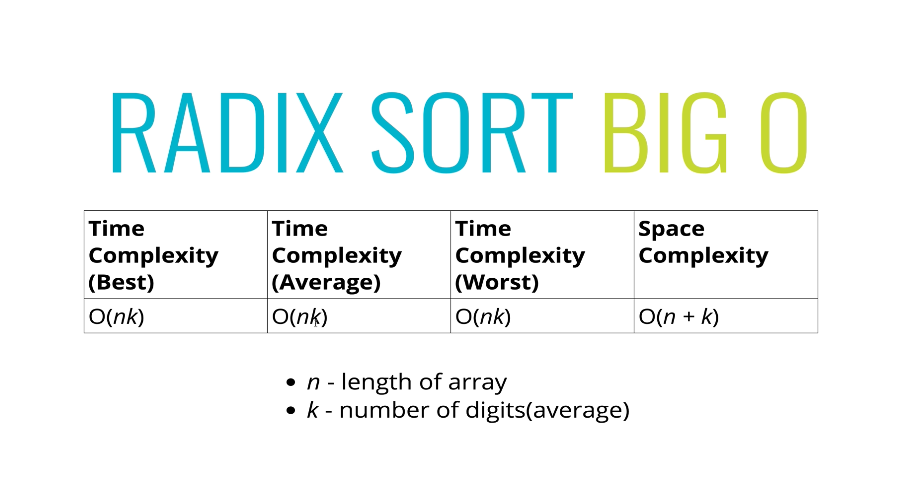 RADIX SORT BIG O
Time Complexity (Best)
Time Complexity (Average)
Time Complexity (Worst)
Space Complexity
O(nk)
O(nk)
O(nk)
O(n + k)
• n - length of array
• k - number of digits(average)